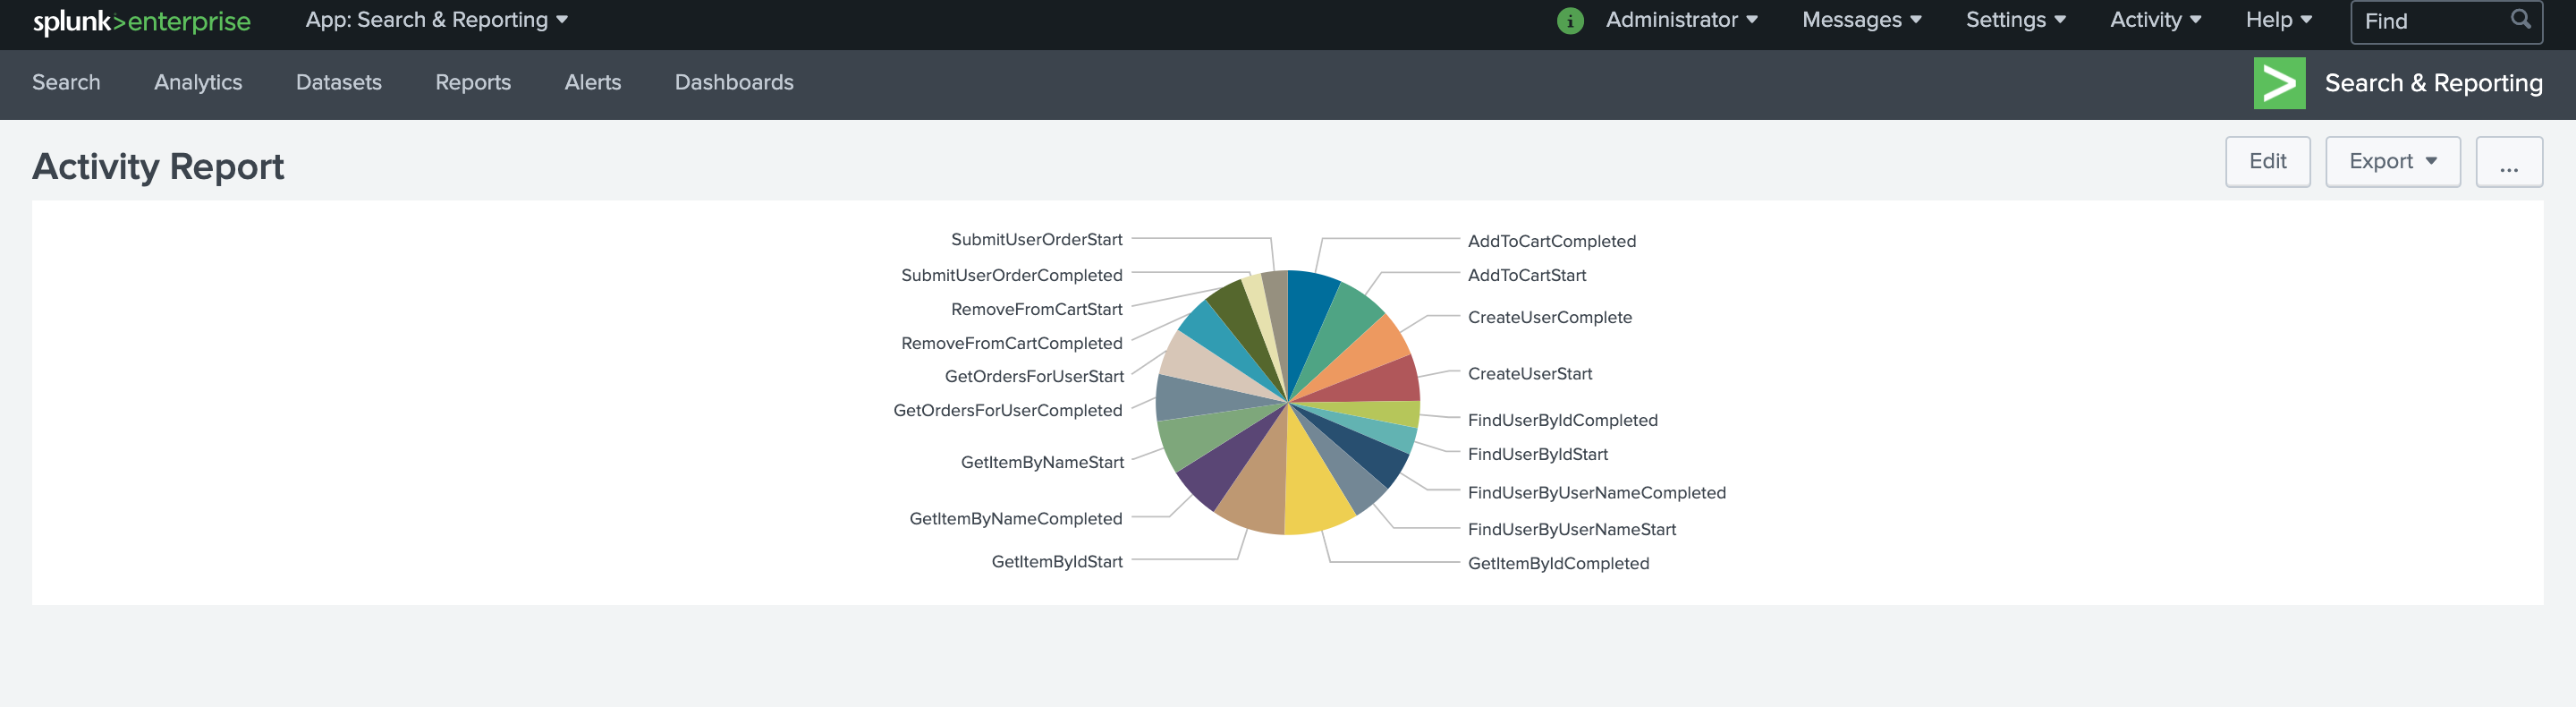 splunk>enterprise App: Search & Reporting i Administrator Messages Settings Activity Help Find
Search Analytics Datasets Reports Alerts Dashboards > Search & Reporting
Activity Report Edit Export ...
SubmitUserOrderStart
SubmitUserOrderCompleted
RemoveFromCartStart
RemoveFromCartCompleted
GetOrdersForUserStart
GetOrdersForUserCompleted
GetItemByNameStart
GetItemByNameCompleted
GetItemByIdStart
AddToCartCompleted
AddToCartStart
CreateUserComplete
CreateUserStart
FindUserByIdCompleted
FindUserByIdStart
FindUserByUserNameCompleted
FindUserByUserNameStart
GetItemByIdCompleted